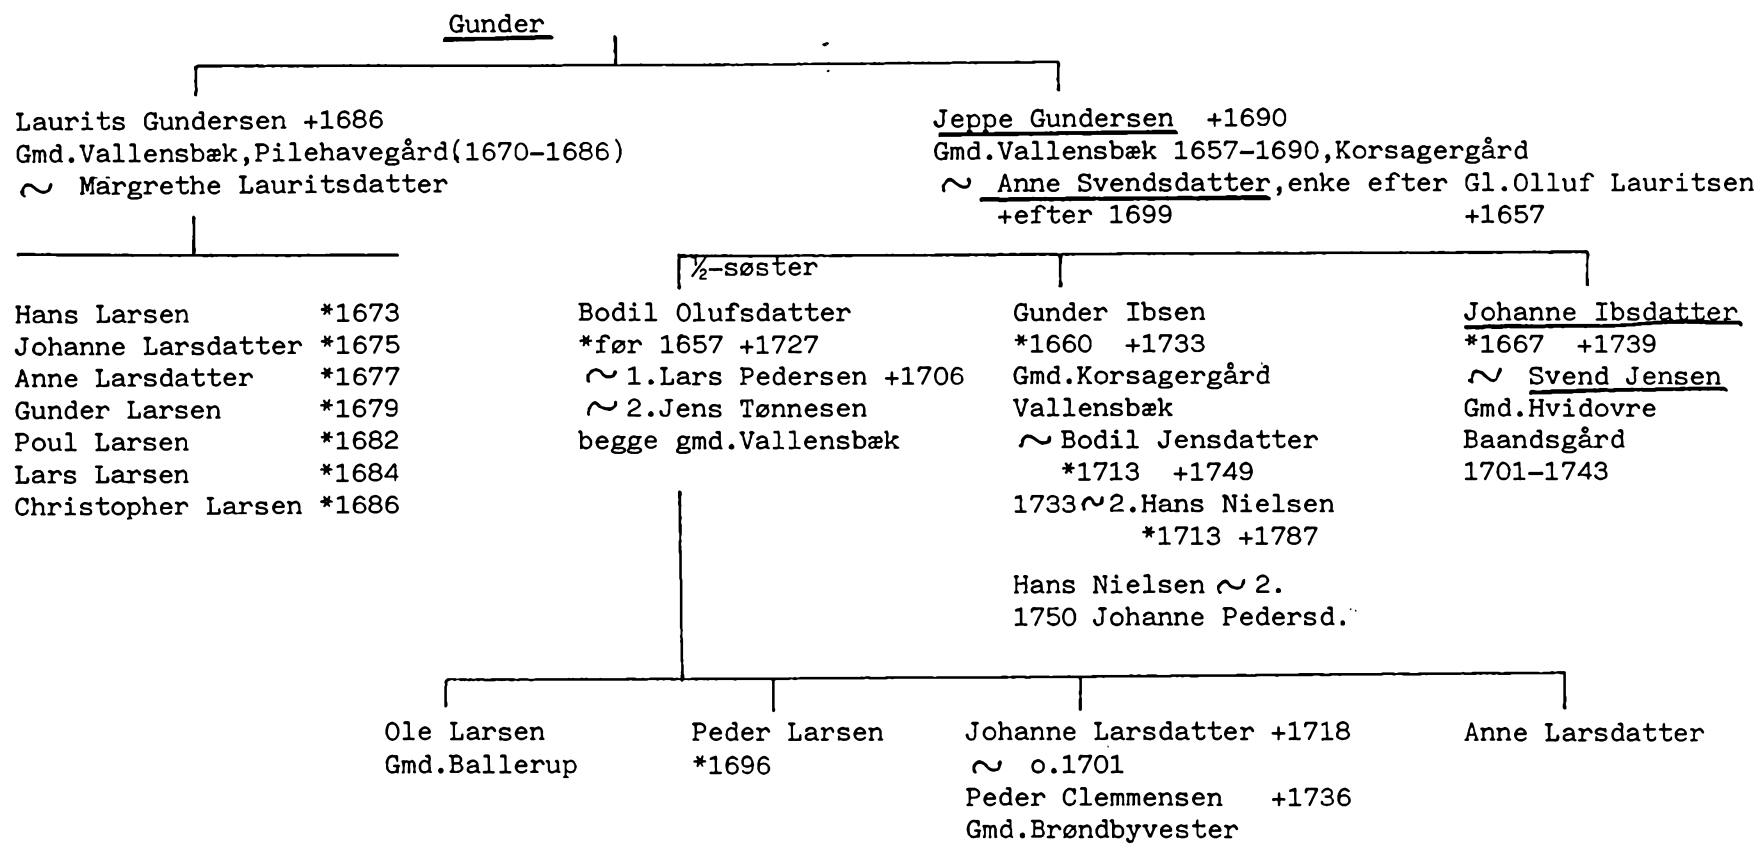 Gunder
Laurits Gundersen +1686
Gmd.Vallensbæk,Pilehavegård(1670-1686)
~ Margrethe Lauritsdatter
Jeppe Gundersen +1690
Gmd.Vallensbæk 1657-1690,Korsagergård
~ Anne Svendsdatter,enke efter Gl.Olluf Lauritsen
+efter 1699 +1657
Hans Larsen *1673
Johanne Larsdatter *1675
Anne Larsdatter *1677
Gunder Larsen *1679
Poul Larsen *1682
Lars Larsen *1684
Christopher Larsen *1686
½-søster
Bodil Olufsdatter
*før 1657 +1727
~ 1.Lars Pedersen +1706
~ 2.Jens Tønnesen
begge gmd.Vallensbæk
Gunder Ibsen
*1660 +1733
Gmd.Korsagergård
Vallensbæk
~ Bodil Jensdatter
*1713 +1749
1733~2.Hans Nielsen
*1713 +1787
Hans Nielsen ~ 2.
1750 Johanne Pedersd.
Johanne Ibsdatter
*1667 +1739
~ Svend Jensen
Gmd.Hvidovre
Baandsgård
1701-1743
Ole Larsen
Gmd.Ballerup
Peder Larsen
*1696
Johanne Larsdatter +1718
~ o.1701
Peder Clemmensen +1736
Gmd.Brøndbyvester
Anne Larsdatter